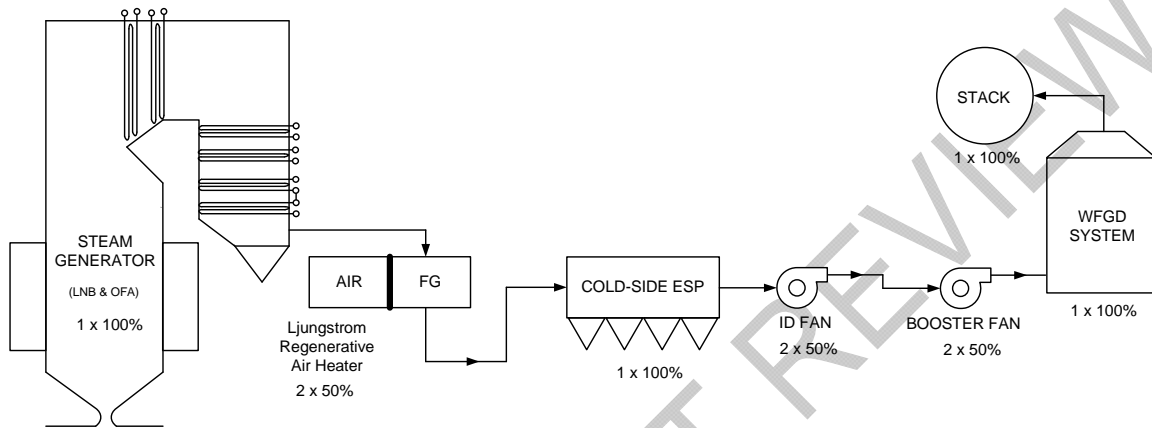 STEAM
GENERATOR
(LNB & OFA)
1 x 100%
AIR
FG
Ljungstrom
Regenerative
Air Heater
2 x 50%
COLD-SIDE ESP
1 x 100%
ID FAN
2 x 50%
BOOSTER FAN
2 x 50%
STACK
1 x 100%
WFGD
SYSTEM
1 x 100%
T REVIEW